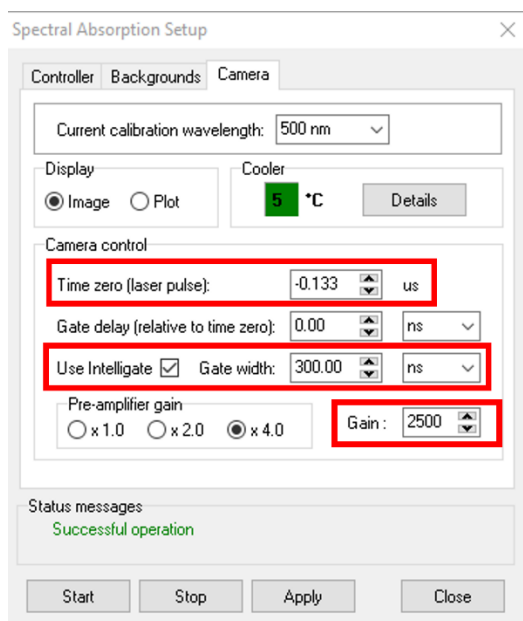 Spectral Absorption Setup
Controller Backgrounds Camera
Current calibration wavelength: 500 nm
Display Cooler
Image Plot 5 °C Details
Camera control
Time zero (laser pulse): -0.133 us
Gate delay (relative to time zero): 0.00 ns
Use Intelligate Gate width: 300.00 ns
Pre-amplifier gain
x 1.0 x 2.0 x 4.0 Gain : 2500
Status messages
Successful operation
Start Stop Apply Close